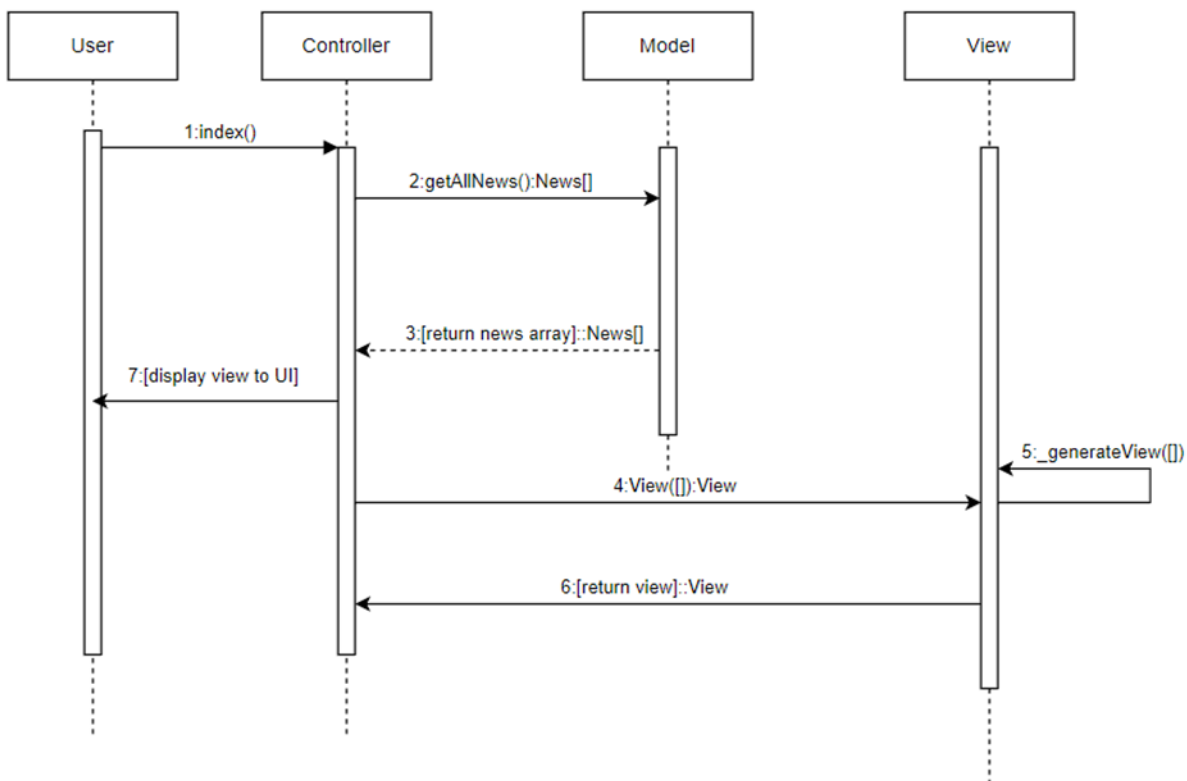 User
Controller
Model
View
1:index()
2:getAllNews():News[]
3:[return news array]::News[]
7:[display view to UI]
5:_generateView([])
4:View([]):View
6:[return view]::View